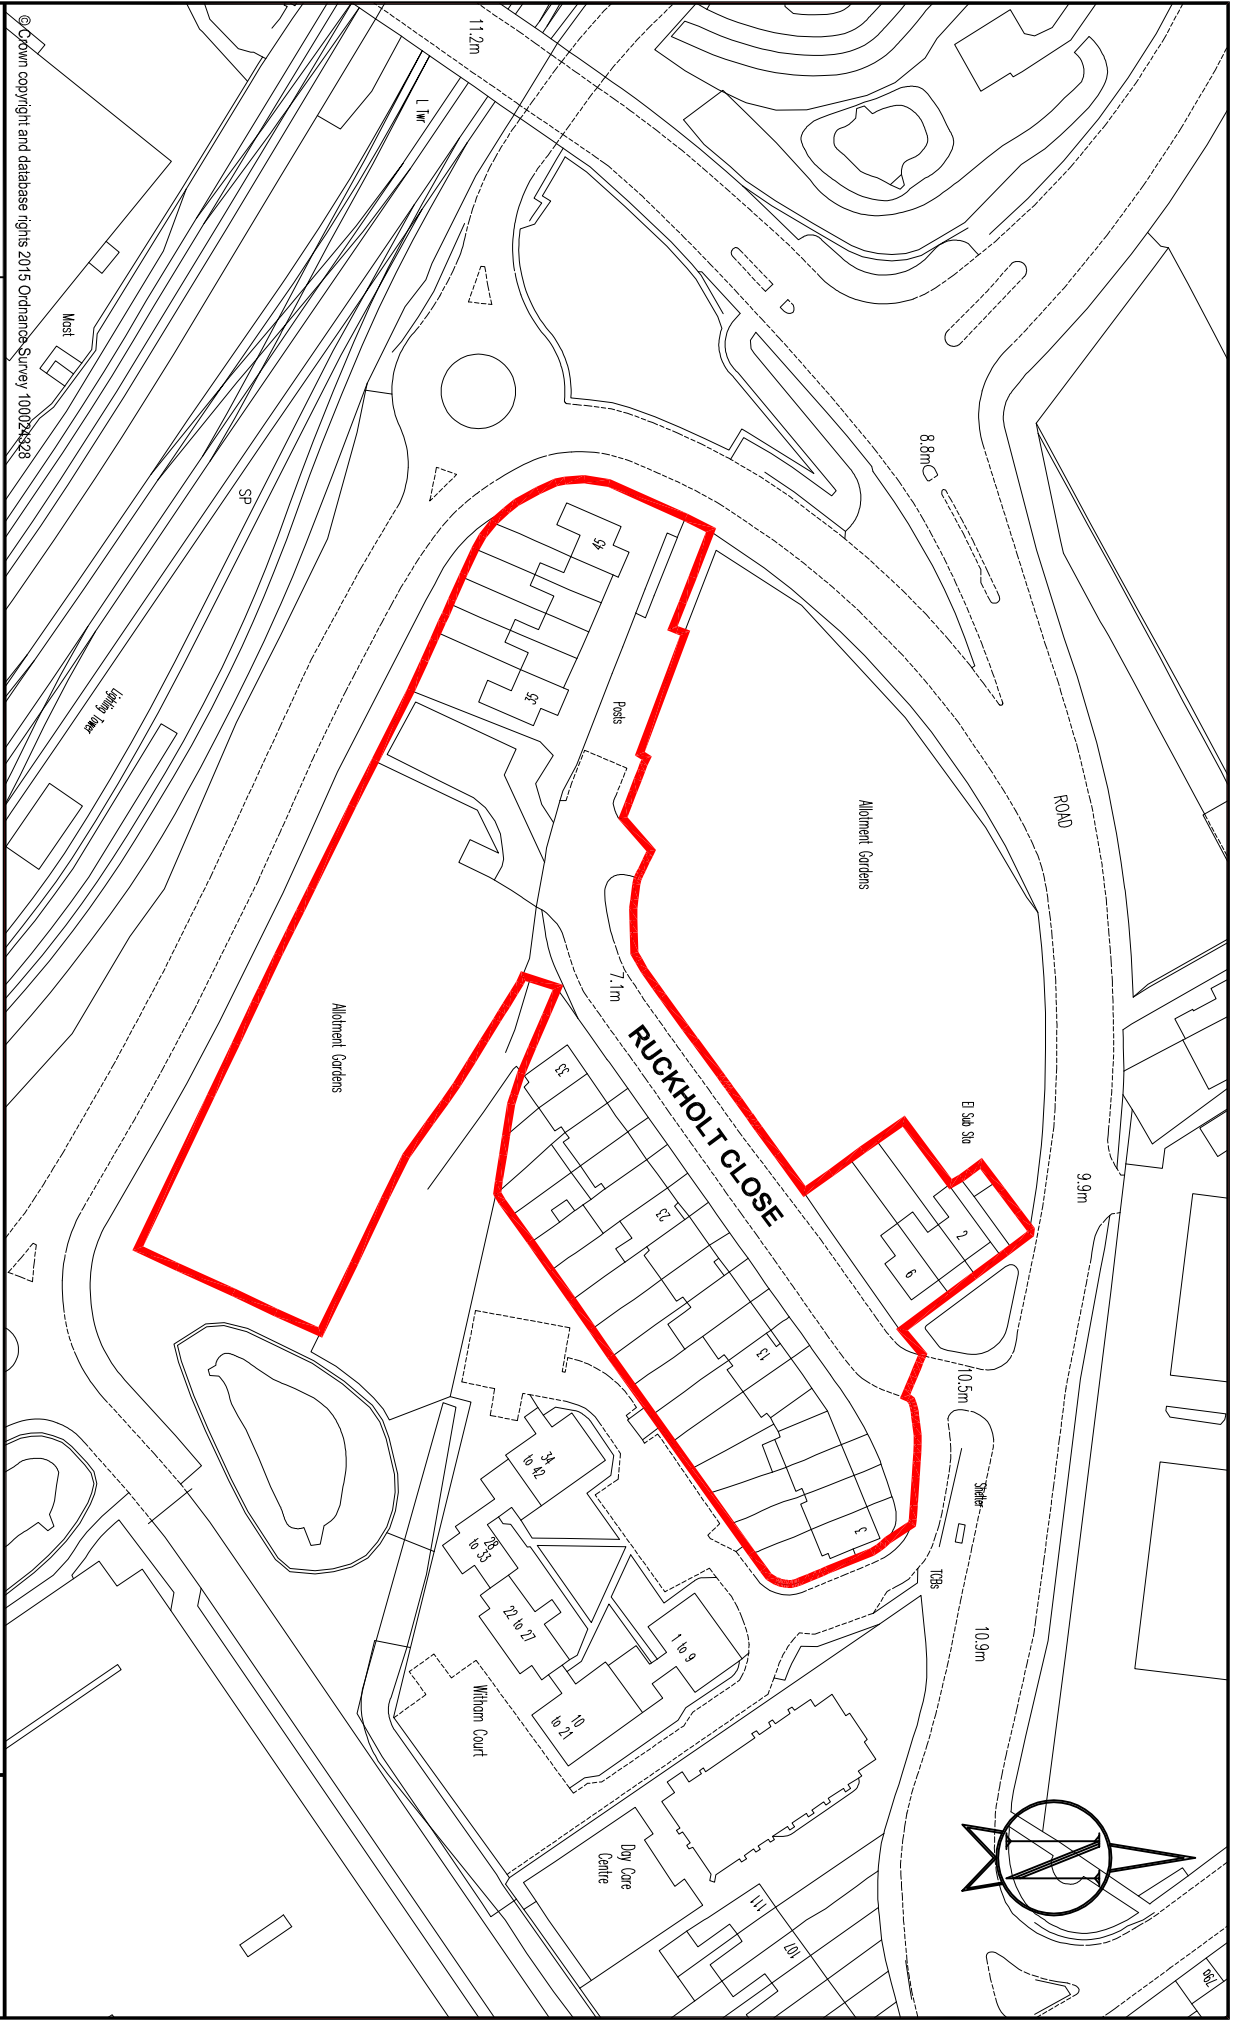 11.2m
L Twr
© Crown copyright and database rights 2015 Ordnance Survey 100024328
Mast
SP
Lighting Tower
8.8m
ROAD
45
35
Posts
Allotment Gardens
Allotment Gardens
7.1m
RUCKHOLT CLOSE
El Sub Sta
9.9m
2
6
33
23
13
3
10.5m
Shelter
TCBs
10.9m
34
to 42
28
to 33
22 to 27
1 to 9
10
to 21
Witham Court
Day Care
Centre
111
107
79a
N